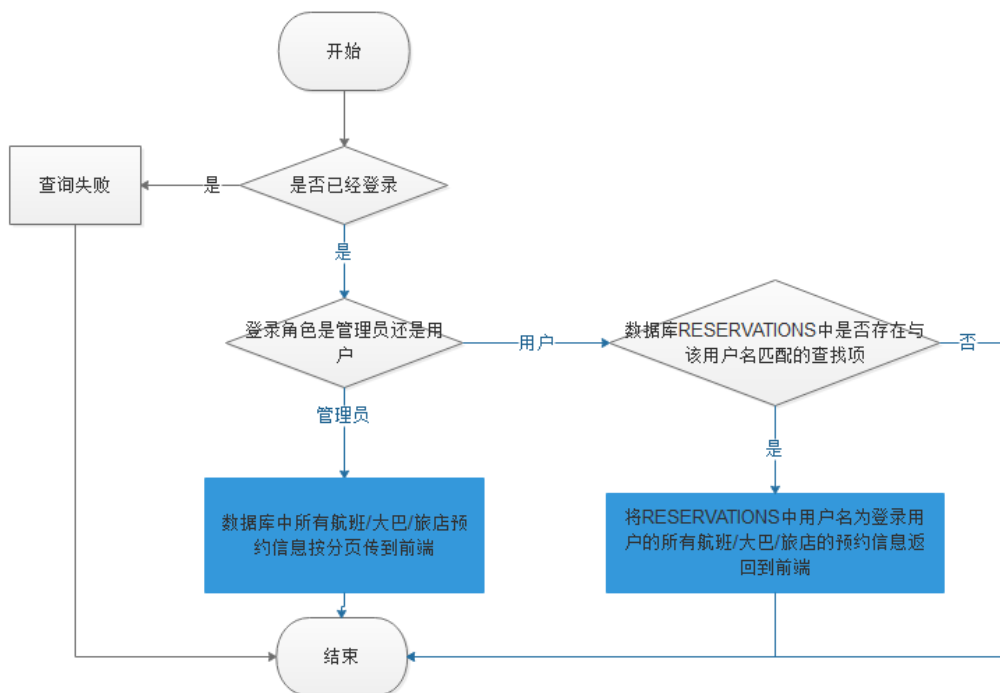 开始
是否已经登录
是
查询失败
是
登录角色是管理员还是用
户
用户
数据库RESERVATIONS中是否存在与
该用户名匹配的查找项
否
管理员
是
数据库中所有航班/大巴/旅店预
约信息按分页传到前端
将RESERVATIONS中用户名为登录用
户的所有航班/大巴/旅店的预约信息返
回到前端
结束